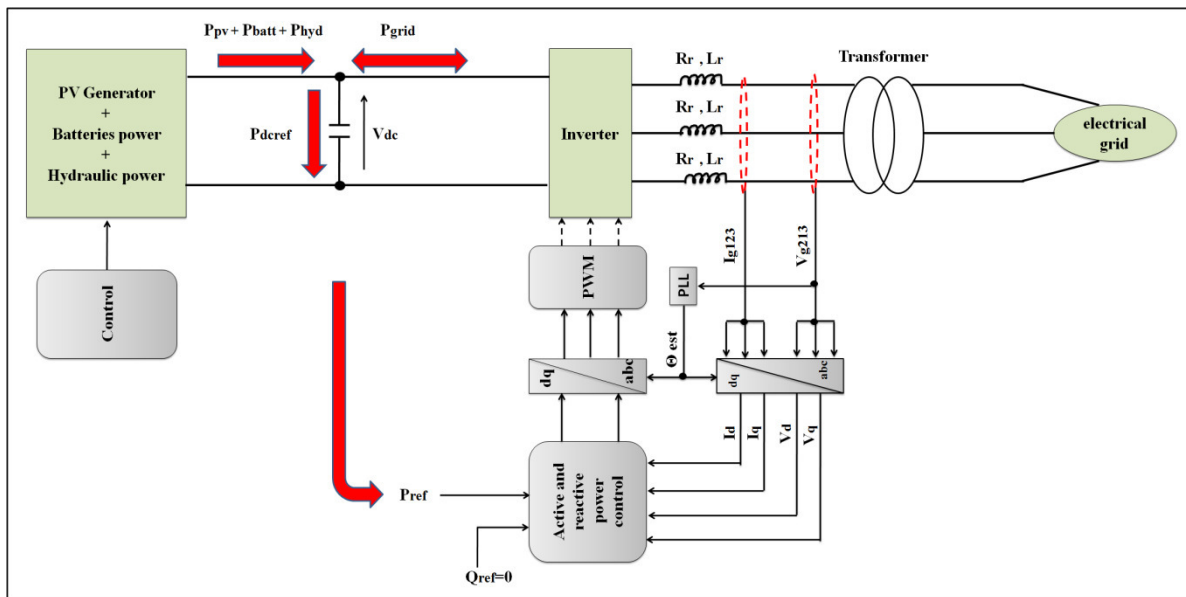 Ppv + Pbatt + Phyd
Pgrid
PV Generator
+
Batteries power
+
Hydraulic power
Pdcref
Vdc
Inverter
Rr , Lr
Rr , Lr
Rr , Lr
Transformer
electrical
grid
Ig123
Vg213
Control
PWM
PLL
Θ est
dq
abc
dq
abc
Id
Iq
Vd
Vq
Pref
Active and
reactive
power
control
Qref=0